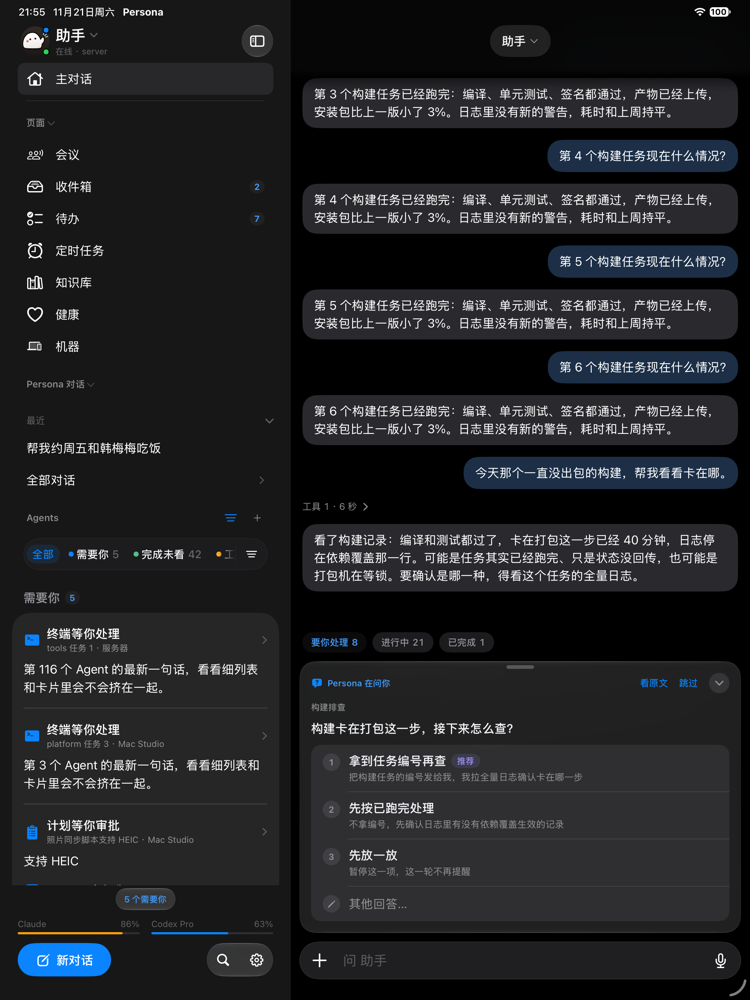 21:55 11月21日周六 Persona
100
助手
在线 · server
主对话
页面
会议
收件箱 2
待办 7
定时任务
知识库
健康
机器
Persona 对话
最近
帮我约周五和韩梅梅吃饭
全部对话
Agents
全部 需要你 5 完成未看 42
需要你 5
终端等你处理
tools 任务 1 · 服务器
第 116 个 Agent 的最新一句话，看看细列表
和卡片里会不会挤在一起。
终端等你处理
platform 任务 3 · Mac Studio
第 3 个 Agent 的最新一句话，看看细列表和
卡片里会不会挤在一起。
计划等你审批
照片同步脚本支持 HEIC · Mac Studio
支持 HEIC
5 个需要你
Claude 86% Codex Pro 63%
新对话
助手
第 3 个构建任务已经跑完：编译、单元测试、签名都通过，产物已经上传，
安装包比上一版小了 3%。日志里没有新的警告，耗时和上周持平。
第 4 个构建任务现在什么情况？
第 4 个构建任务已经跑完：编译、单元测试、签名都通过，产物已经上传，
安装包比上一版小了 3%。日志里没有新的警告，耗时和上周持平。
第 5 个构建任务现在什么情况？
第 5 个构建任务已经跑完：编译、单元测试、签名都通过，产物已经上传，
安装包比上一版小了 3%。日志里没有新的警告，耗时和上周持平。
第 6 个构建任务现在什么情况？
第 6 个构建任务已经跑完：编译、单元测试、签名都通过，产物已经上传，
安装包比上一版小了 3%。日志里没有新的警告，耗时和上周持平。
今天那个一直没出包的构建，帮我看看卡在哪。
工具 1 · 6 秒
看了构建记录：编译和测试都过了，卡在打包这一步已经 40 分钟，日志停
在依赖覆盖那一行。可能是任务其实已经跑完、只是状态没回传，也可能是
打包机在等锁。要确认是哪一种，得看这个任务的全量日志。
要你处理 8 进行中 21 已完成 1
Persona 在问你 看原文 跳过
构建排查
构建卡在打包这一步，接下来怎么查？
1 拿到任务编号再查 推荐
把构建任务的编号发给我，我拉全量日志确认卡在哪一步
2 先按已跑完处理
不拿编号，先确认日志里有没有依赖覆盖生效的记录
3 先放一放
暂停这一项，这一轮不再提醒
其他回答...
问 助手